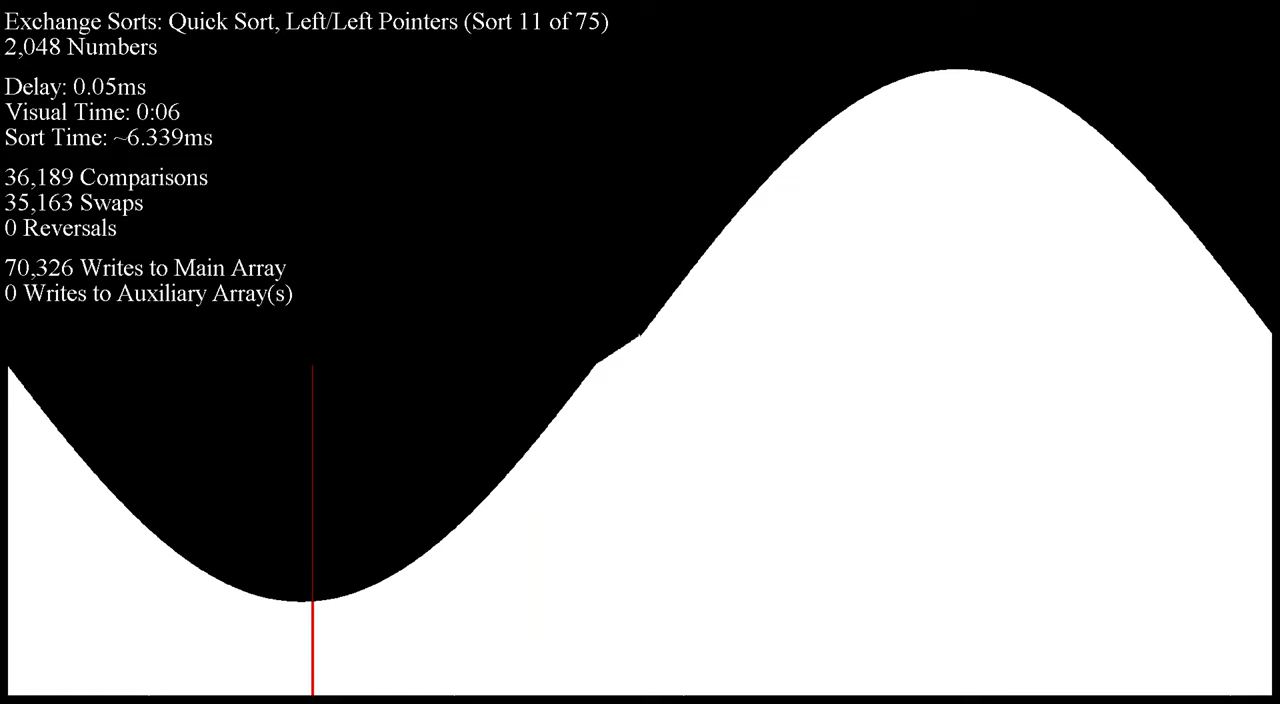 Exchange Sorts: Quick Sort, Left/Left Pointers (Sort 11 of 75)
2,048 Numbers
Delay: 0.05ms
Visual Time: 0:06
Sort Time: ~6.339ms
36,189 Comparisons
35,163 Swaps
0 Reversals
70,326 Writes to Main Array
0 Writes to Auxiliary Array(s)